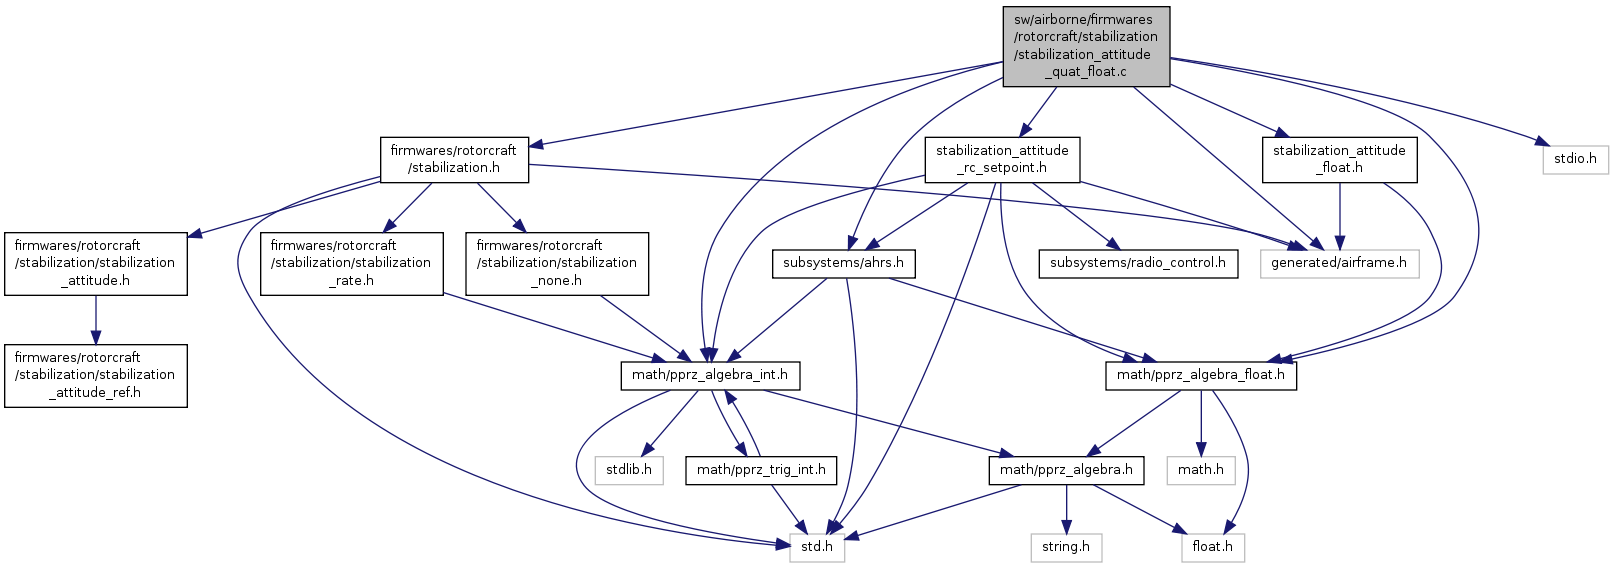 sw/airborne/firmwares
/rotorcraft/stabilization
/stabilization_attitude
_quat_float.c
firmwares/rotorcraft
/stabilization.h
stabilization_attitude
_rc_setpoint.h
stabilization_attitude
_float.h
stdio.h
firmwares/rotorcraft
/stabilization/stabilization
_attitude.h
firmwares/rotorcraft
/stabilization/stabilization
_rate.h
firmwares/rotorcraft
/stabilization/stabilization
_none.h
subsystems/ahrs.h
subsystems/radio_control.h
generated/airframe.h
firmwares/rotorcraft
/stabilization/stabilization
_attitude_ref.h
math/pprz_algebra_int.h
math/pprz_algebra_float.h
stdlib.h
math/pprz_trig_int.h
math/pprz_algebra.h
math.h
std.h
string.h
float.h